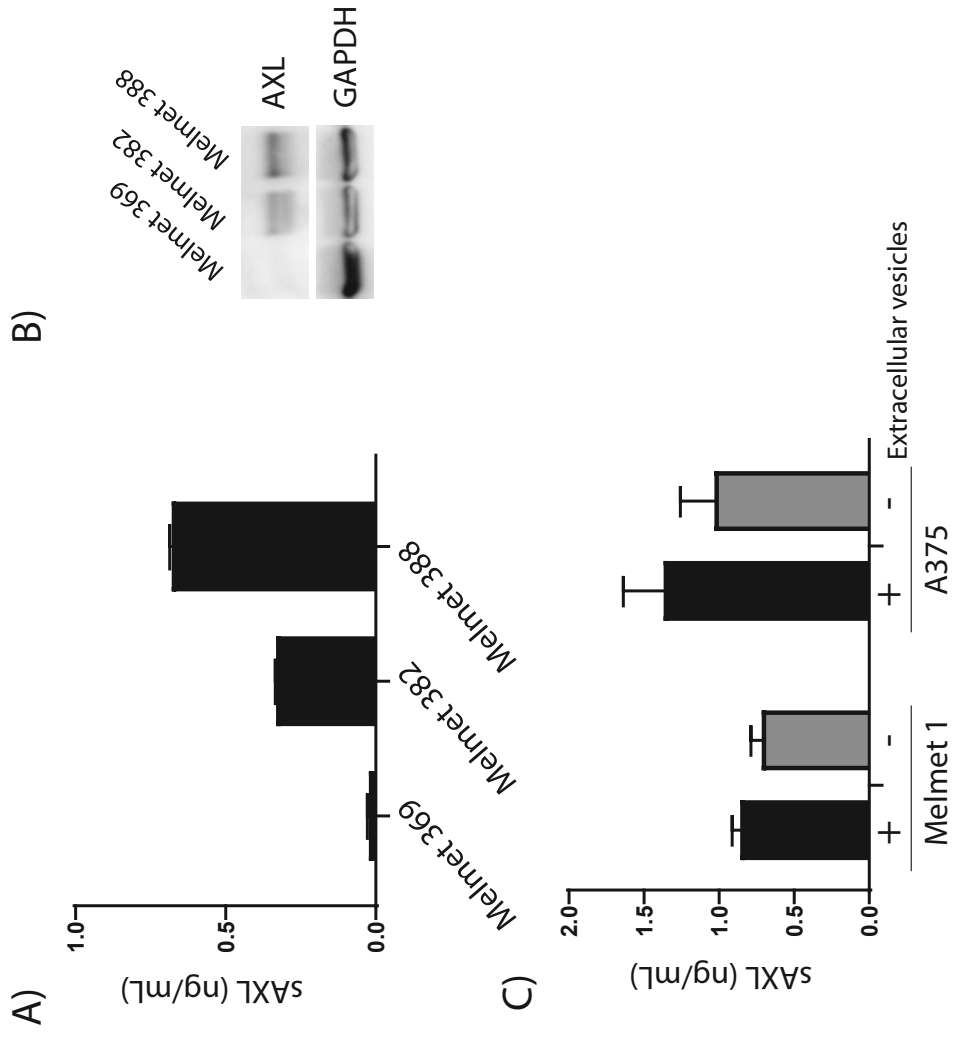 A)
sAXL (ng/mL)
1.0
0.5
0.0
Melmet 369
Melmet 382
Melmet 388
B)
Melmet 369
Melmet 382
Melmet 388
AXL
GAPDH
C)
sAXL (ng/mL)
2.0
1.5
1.0
0.5
0.0
+ - + - Extracellular vesicles
Melmet 1 A375